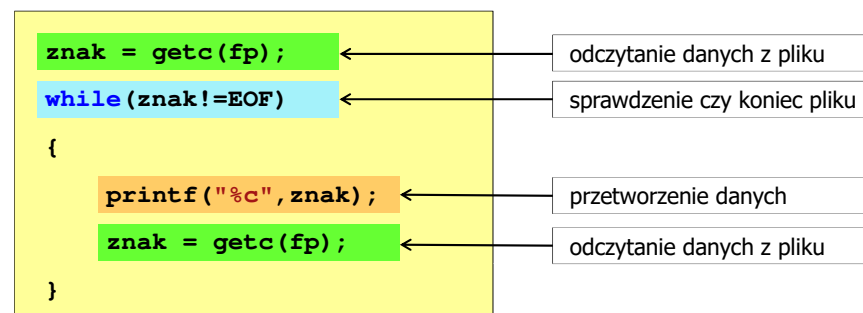 znak = getc(fp);
odczytanie danych z pliku
while(znak!=EOF)
sprawdzenie czy koniec pliku
{
printf("%c",znak);
przetworzenie danych
znak = getc(fp);
odczytanie danych z pliku
}